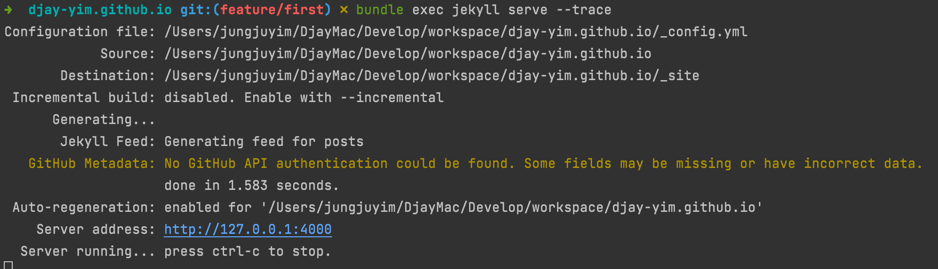 ➜ djay-yim.github.io git:(feature/first) ✗ bundle exec jekyll serve --trace
Configuration file: /Users/jungjuyim/DjayMac/Develop/workspace/djay-yim.github.io/_config.yml
Source: /Users/jungjuyim/DjayMac/Develop/workspace/djay-yim.github.io
Destination: /Users/jungjuyim/DjayMac/Develop/workspace/djay-yim.github.io/_site
Incremental build: disabled. Enable with --incremental
Generating...
Jekyll Feed: Generating feed for posts
GitHub Metadata: No GitHub API authentication could be found. Some fields may be missing or have incorrect data.
done in 1.583 seconds.
Auto-regeneration: enabled for '/Users/jungjuyim/DjayMac/Develop/workspace/djay-yim.github.io'
Server address: http://127.0.0.1:4000
Server running... press ctrl-c to stop.